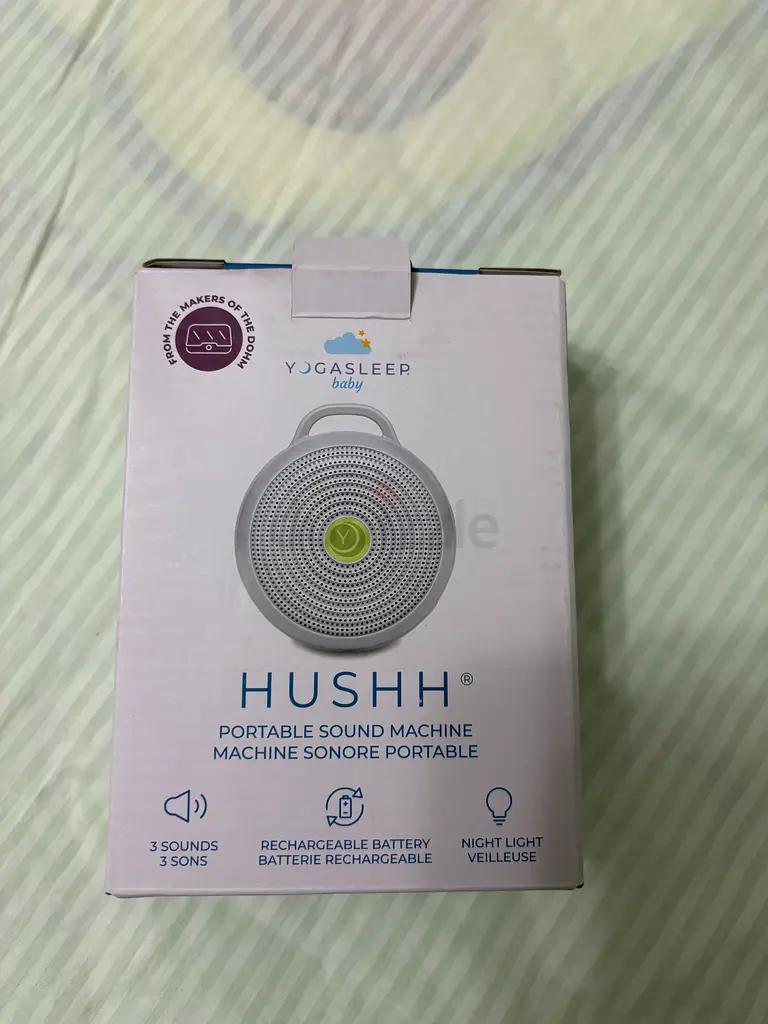 FROM THE MAKERS OF THE DOHM
YOGASLEEP
baby
Y
HUSHH®
PORTABLE SOUND MACHINE
MACHINE SONORE PORTABLE
3 SOUNDS
3 SONS
RECHARGEABLE BATTERY
BATTERIE RECHARGEABLE
NIGHT LIGHT
VEILLEUSE